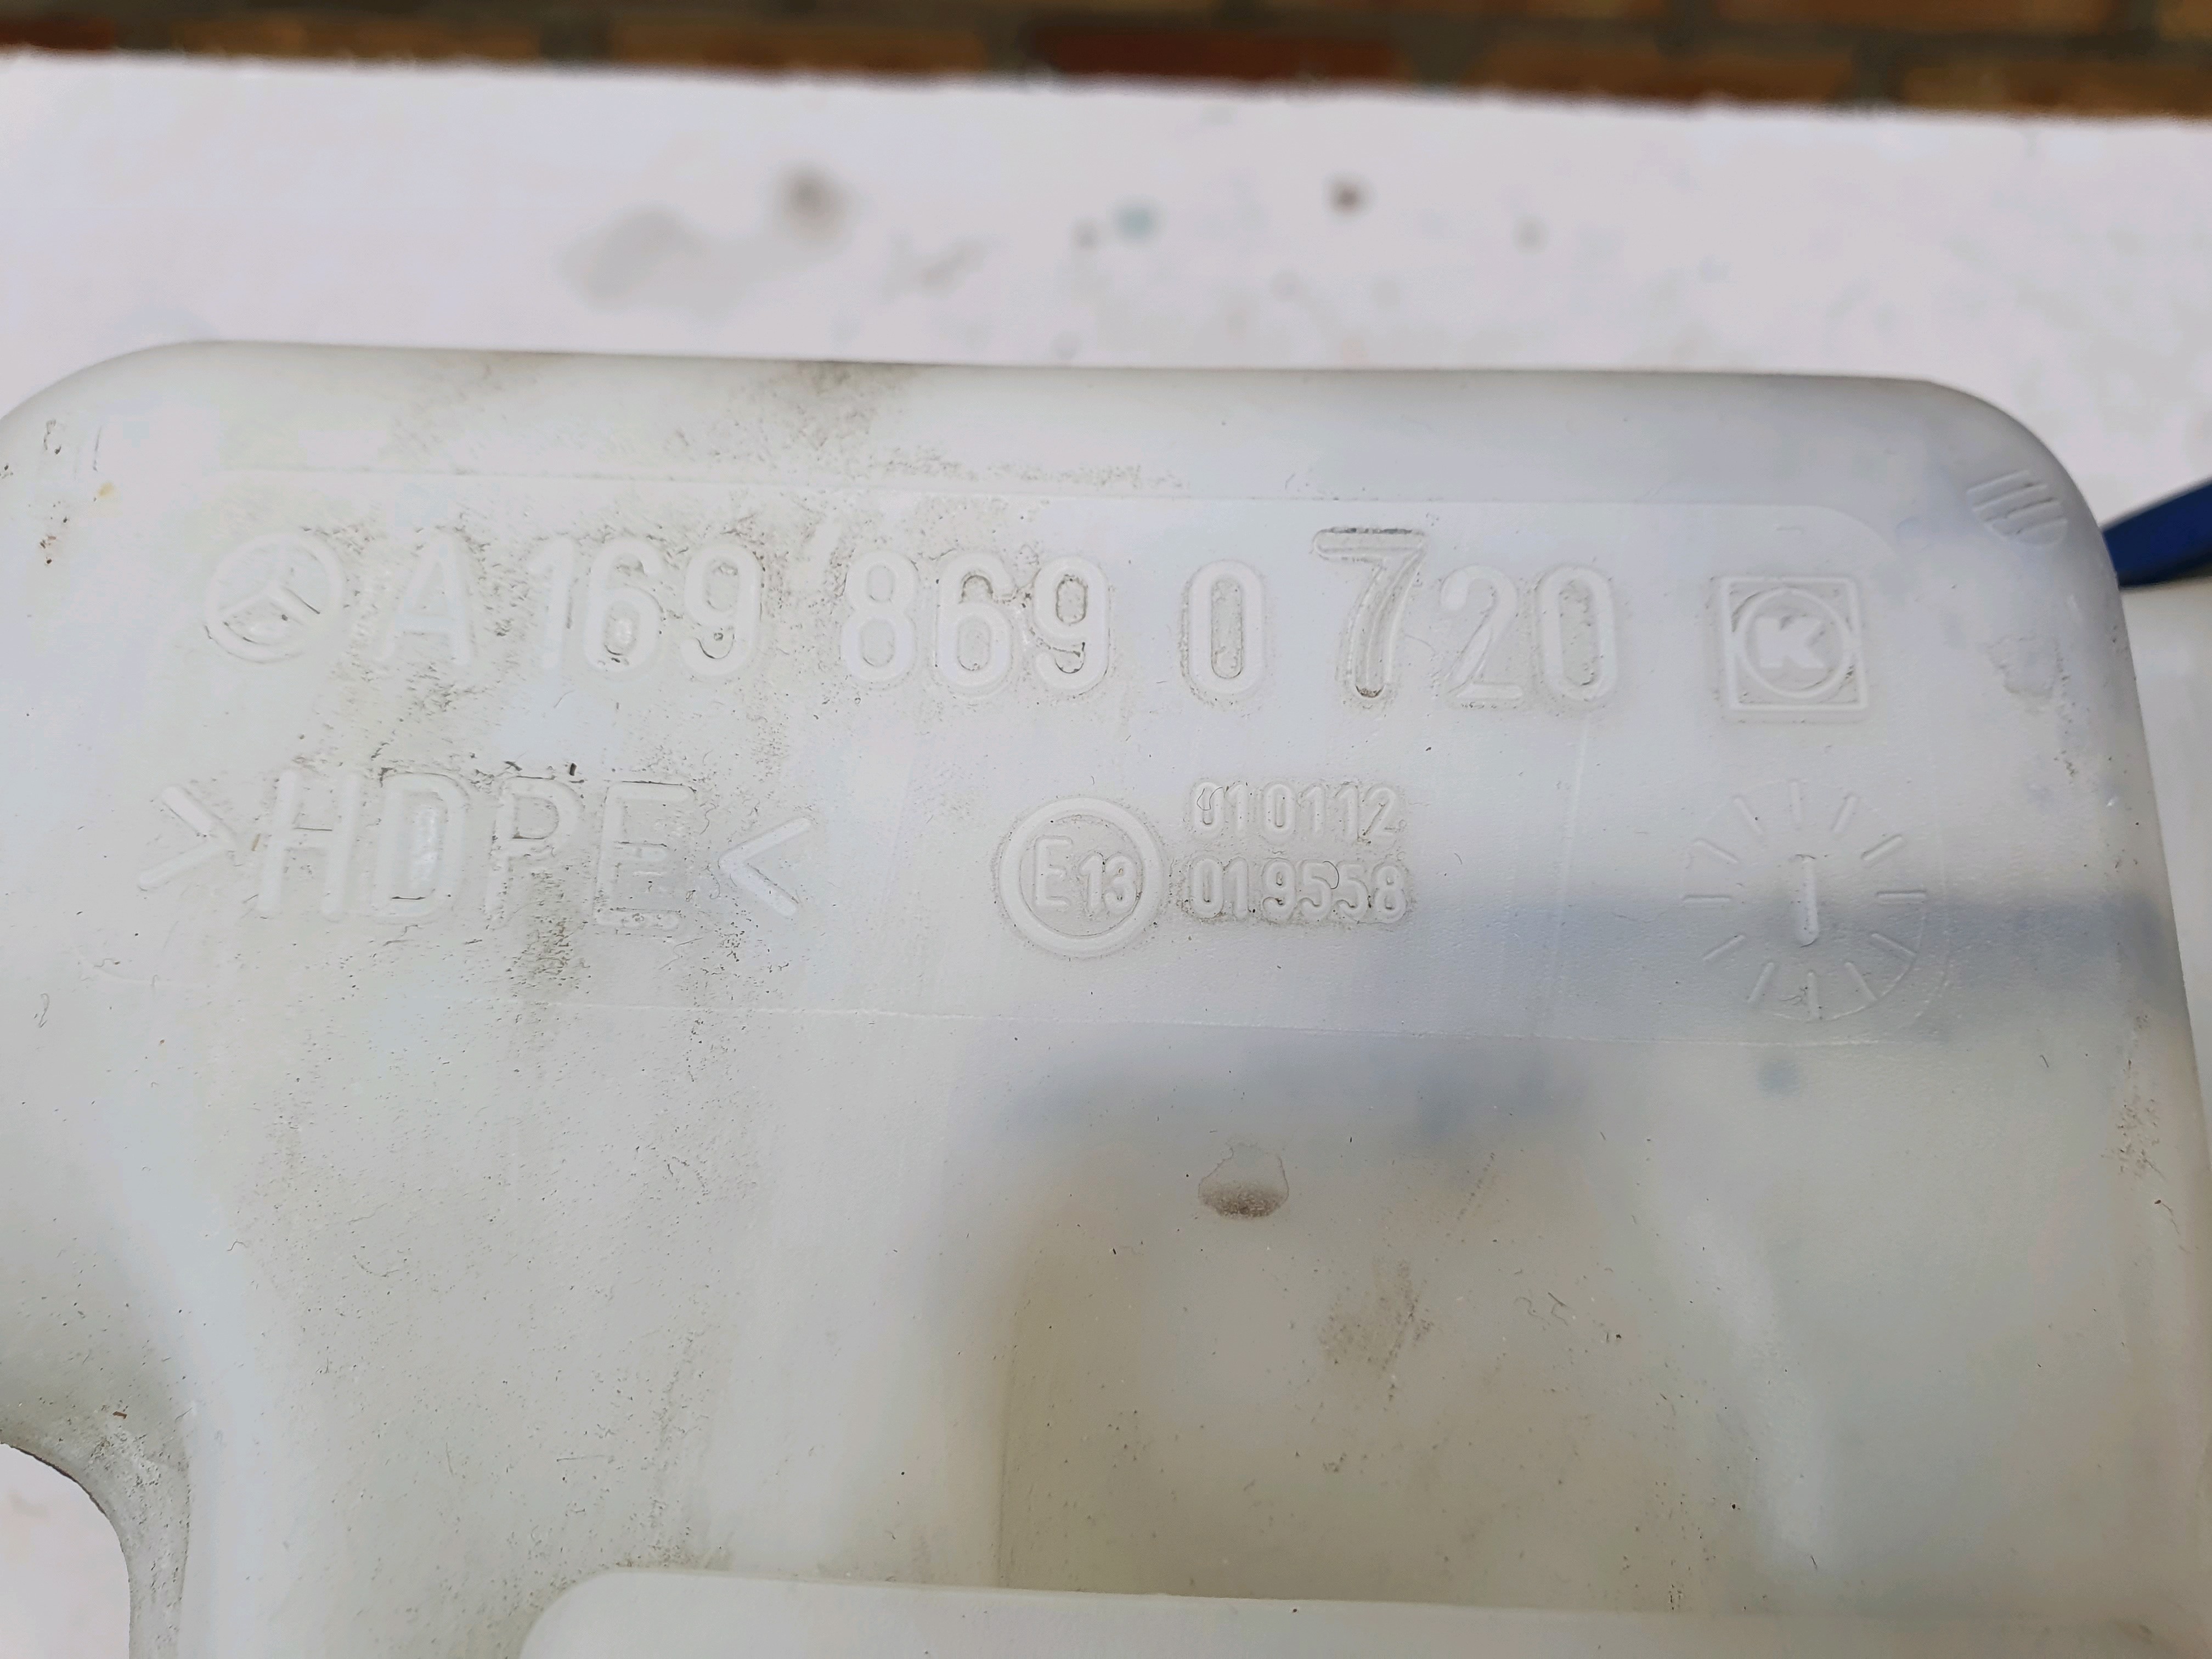 A 169 869 0 720 K
>HDPE<
E13
010112
019558